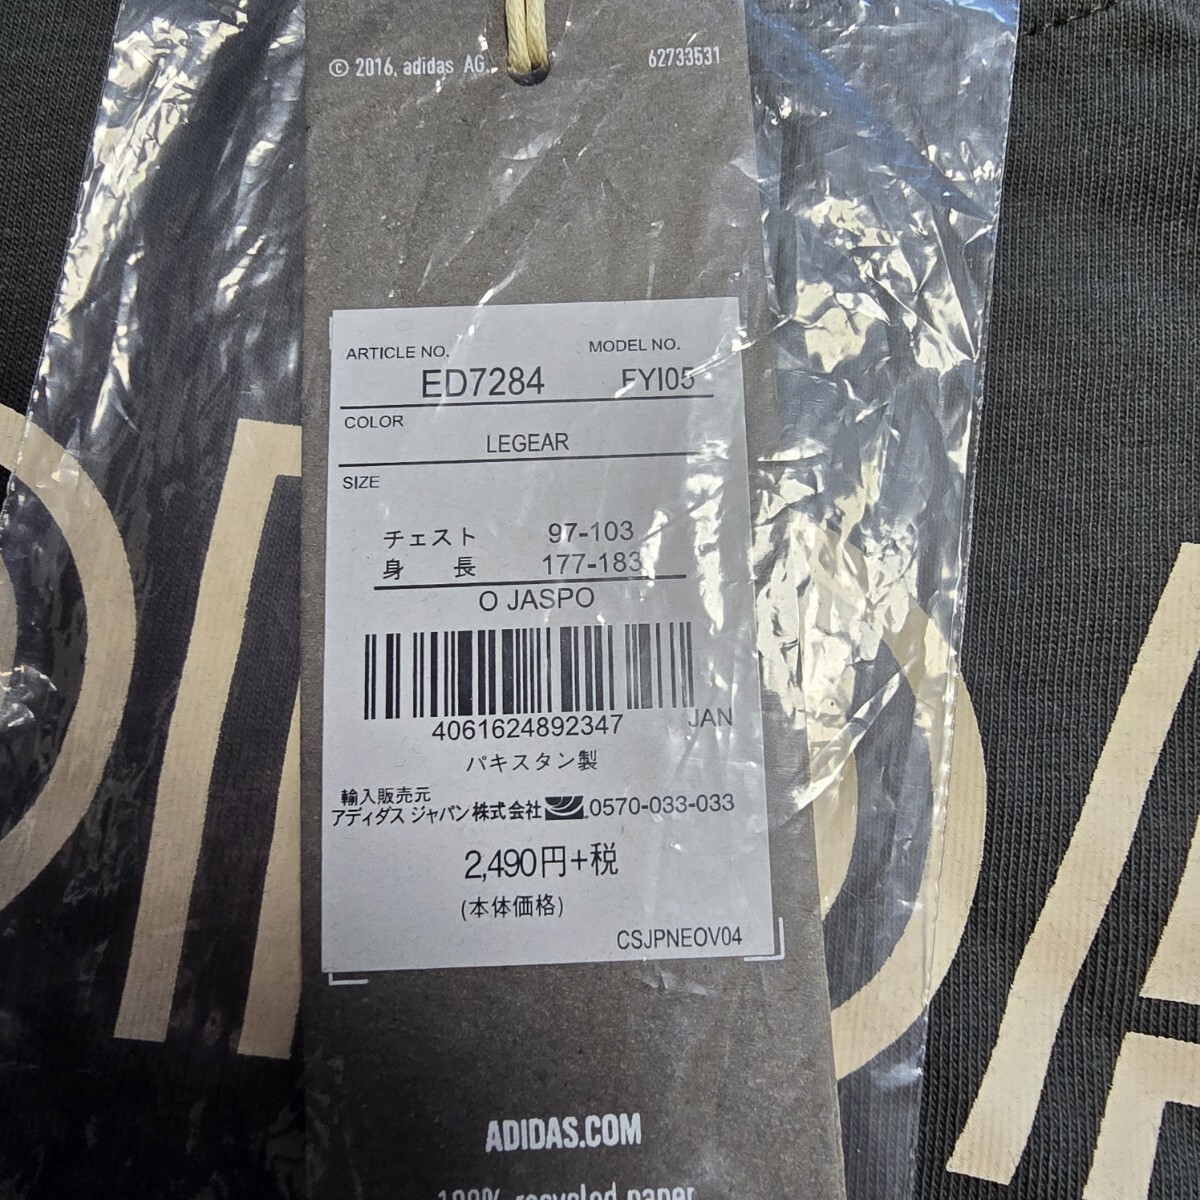 © 2016, adidas AG. 62733531
ARTICLE NO. MODEL NO.
ED7284 FYI05
COLOR
LEGEAR
SIZE
チェスト 97-103
身 長 177-183
O JASPO
4061624892347 JAN
パキスタン製
輸入販売元
アディダス ジャパン株式会社 0570-033-033
2,490円+税
(本体価格)
CSJPNEOV04
ADIDAS.COM
100% recycled paper